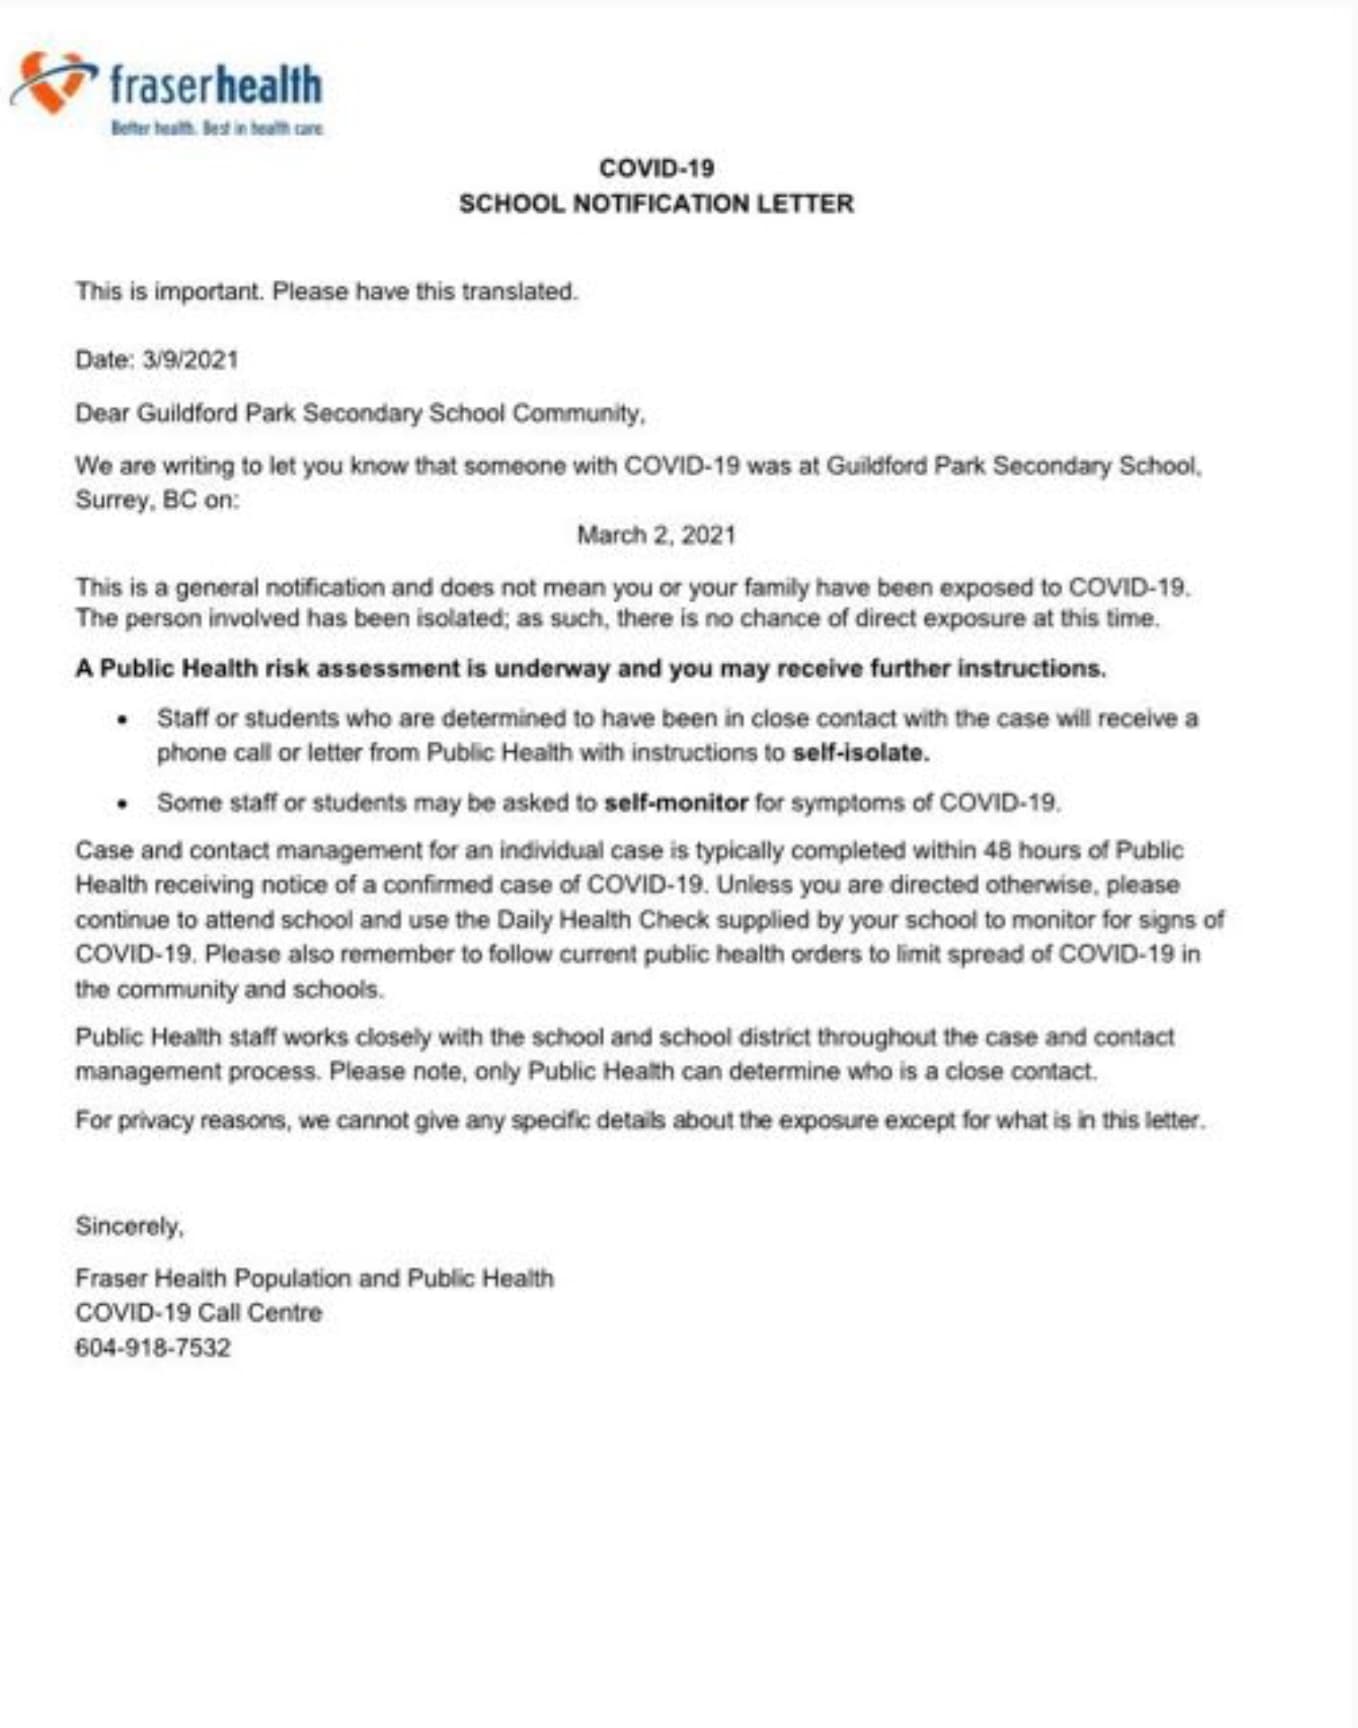 fraserhealth
Better health. Best in health care.
COVID-19
SCHOOL NOTIFICATION LETTER
This is important. Please have this translated.
Date: 3/9/2021
Dear Guildford Park Secondary School Community,
We are writing to let you know that someone with COVID-19 was at Guildford Park Secondary School,
Surrey, BC on:
March 2, 2021
This is a general notification and does not mean you or your family have been exposed to COVID-19.
The person involved has been isolated; as such, there is no chance of direct exposure at this time.
A Public Health risk assessment is underway and you may receive further instructions.
• Staff or students who are determined to have been in close contact with the case will receive a
phone call or letter from Public Health with instructions to self-isolate.
• Some staff or students may be asked to self-monitor for symptoms of COVID-19.
Case and contact management for an individual case is typically completed within 48 hours of Public
Health receiving notice of a confirmed case of COVID-19. Unless you are directed otherwise, please
continue to attend school and use the Daily Health Check supplied by your school to monitor for signs of
COVID-19. Please also remember to follow current public health orders to limit spread of COVID-19 in
the community and schools.
Public Health staff works closely with the school and school district throughout the case and contact
management process. Please note, only Public Health can determine who is a close contact.
For privacy reasons, we cannot give any specific details about the exposure except for what is in this letter.
Sincerely,
Fraser Health Population and Public Health
COVID-19 Call Centre
604-918-7532